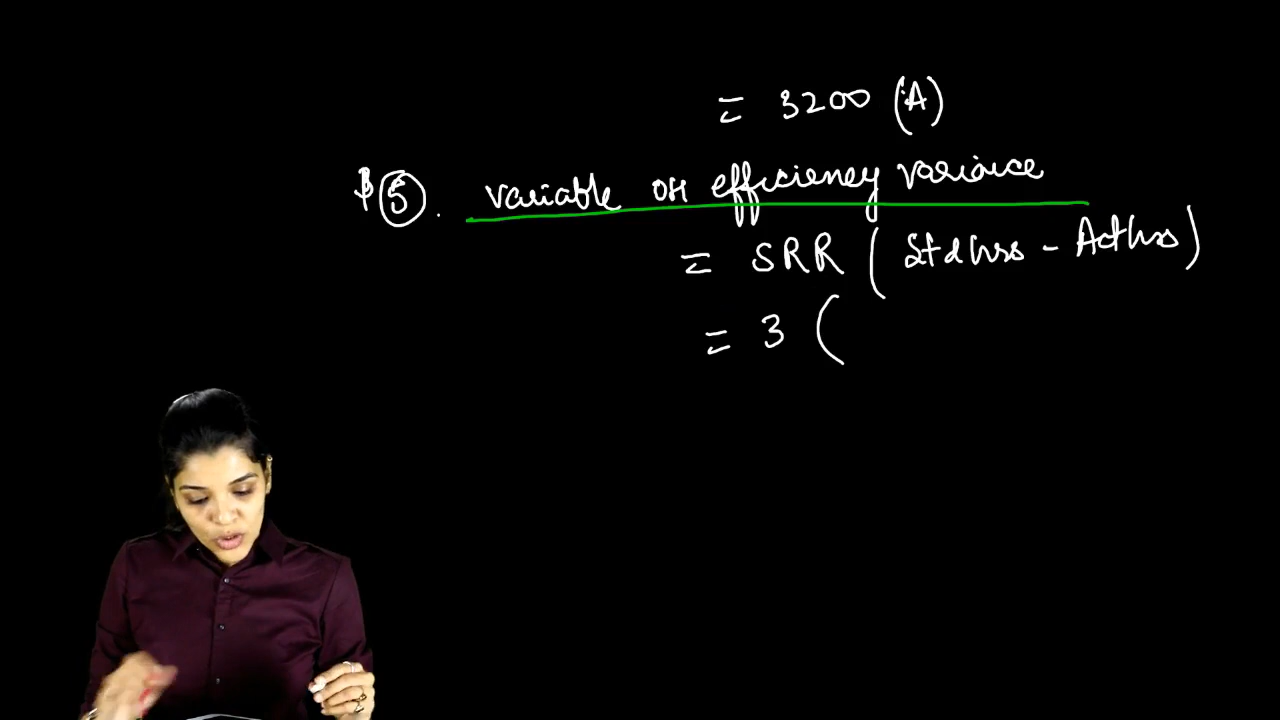 = 3200 (A)
5. variable OH efficiency variance
= SRR (Std hrs - Act hrs)
= 3 (